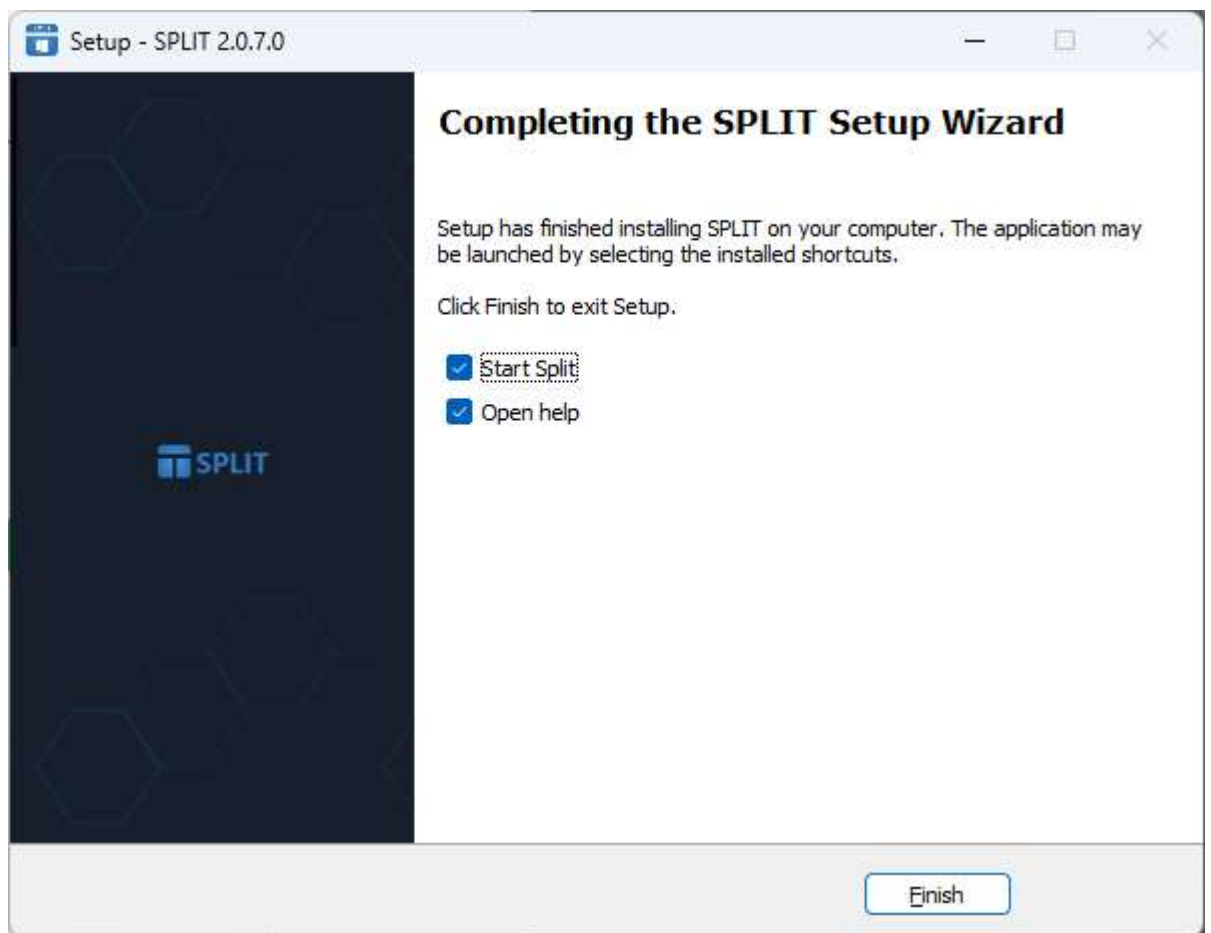 Setup - SPLIT 2.0.7.0
Completing the SPLIT Setup Wizard
Setup has finished installing SPLIT on your computer. The application may
be launched by selecting the installed shortcuts.
Click Finish to exit Setup.
Start Split
Open help
SPLIT
Finish